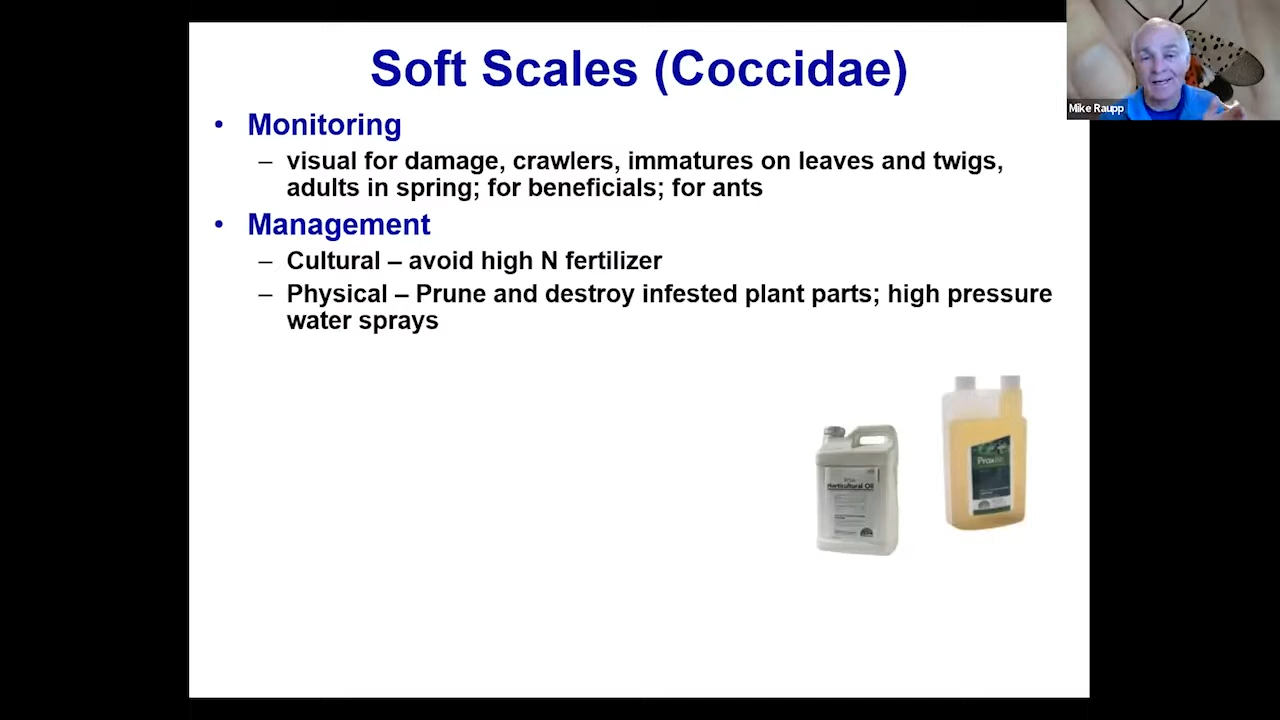 Soft Scales (Coccidae)
Mike Raupp
• Monitoring
– visual for damage, crawlers, immatures on leaves and twigs,
adults in spring; for beneficials; for ants
• Management
– Cultural – avoid high N fertilizer
– Physical – Prune and destroy infested plant parts; high pressure
water sprays
Horticultural Oil